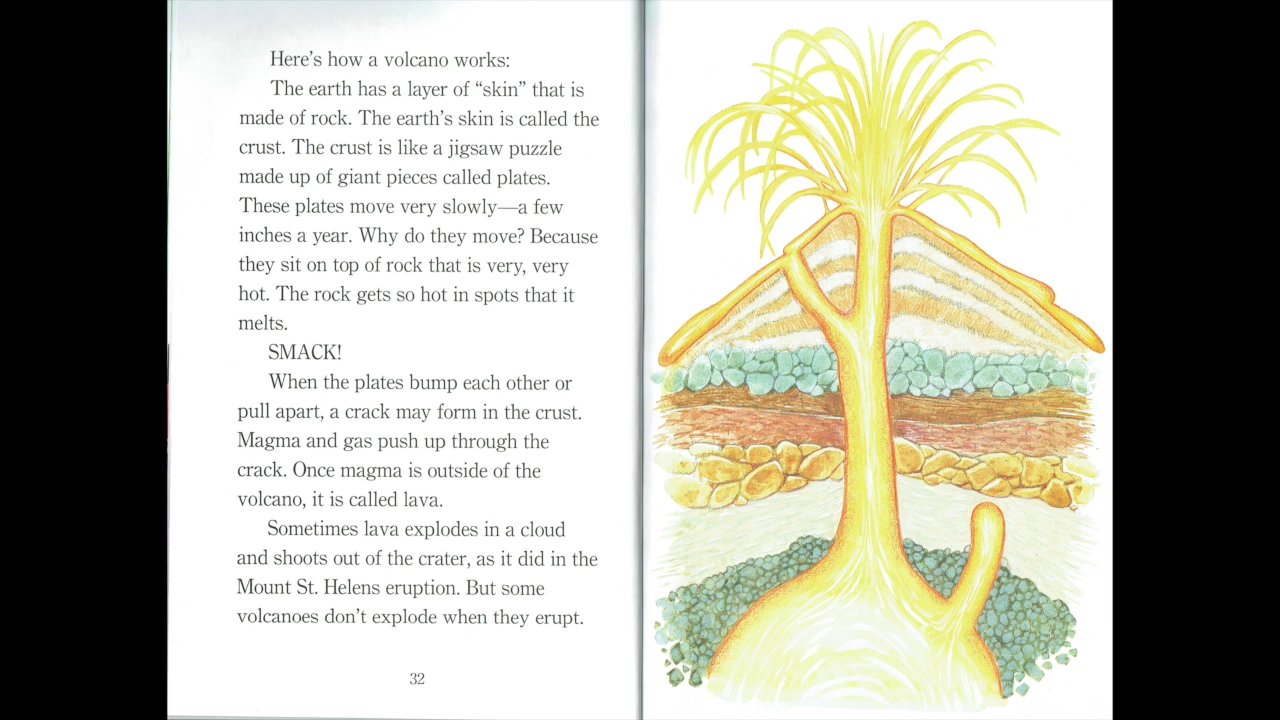 Here's how a volcano works:
The earth has a layer of “skin” that is
made of rock. The earth's skin is called the
crust. The crust is like a jigsaw puzzle
made up of giant pieces called plates.
These plates move very slowly—a few
inches a year. Why do they move? Because
they sit on top of rock that is very, very
hot. The rock gets so hot in spots that it
melts.
SMACK!
When the plates bump each other or
pull apart, a crack may form in the crust.
Magma and gas push up through the
crack. Once magma is outside of the
volcano, it is called lava.
Sometimes lava explodes in a cloud
and shoots out of the crater, as it did in the
Mount St. Helens eruption. But some
volcanoes don't explode when they erupt.
32